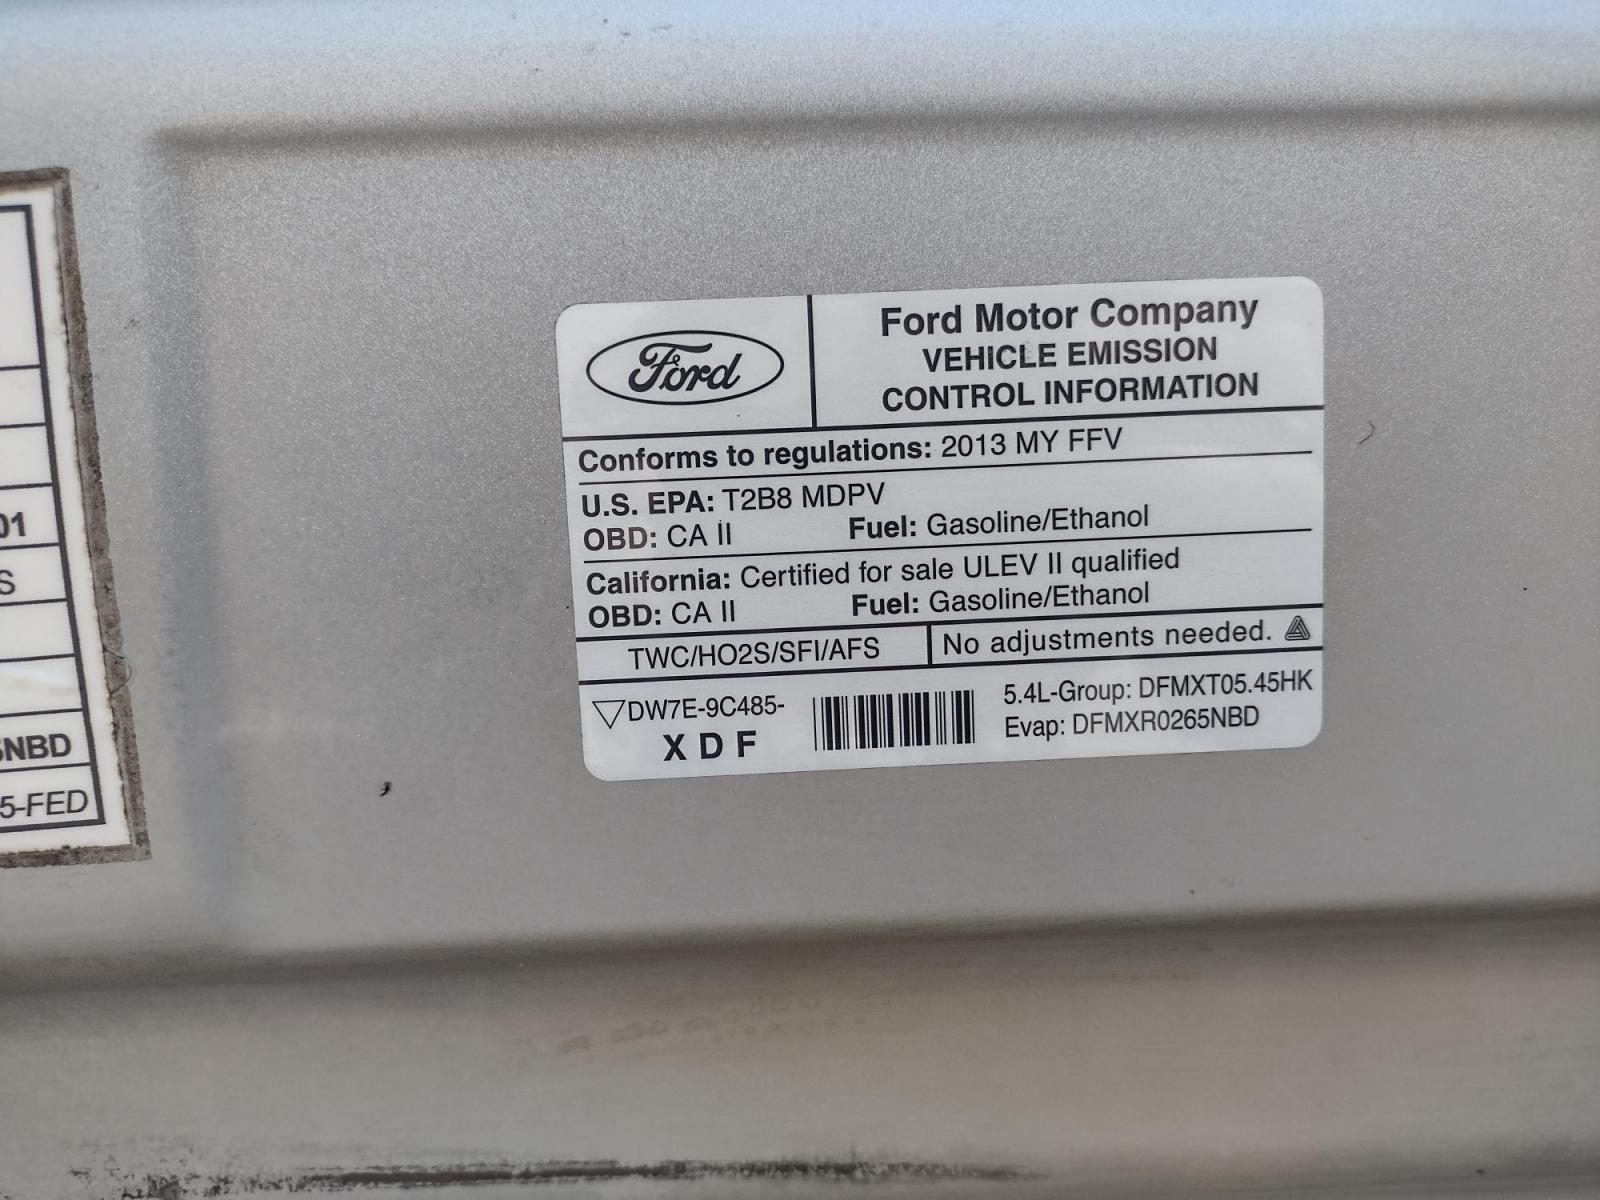 01
S
5NBD
5-FED
Ford
Ford Motor Company
VEHICLE EMISSION
CONTROL INFORMATION
Conforms to regulations: 2013 MY FFV
U.S. EPA: T2B8 MDPV
OBD: CA II Fuel: Gasoline/Ethanol
California: Certified for sale ULEV II qualified
OBD: CA II Fuel: Gasoline/Ethanol
TWC/HO2S/SFI/AFS
No adjustments needed.
DW7E-9C485-
X D F
5.4L-Group: DFMXT05.45HK
Evap: DFMXR0265NBD